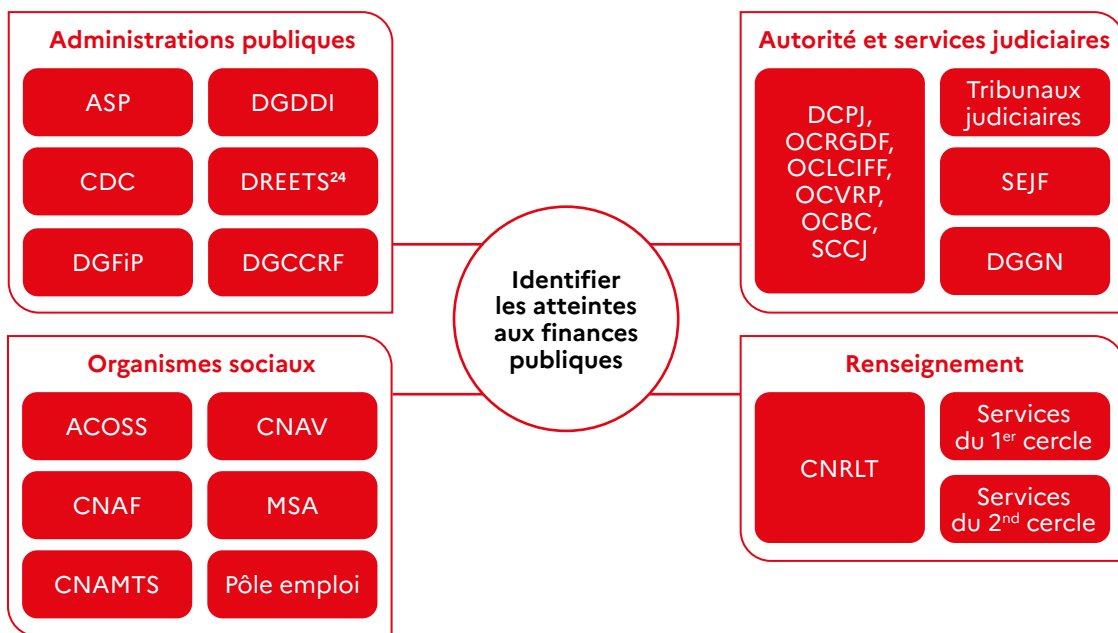 Administrations publiques
ASP
DGDDI
CDC
DREETS²⁴
DGFiP
DGCCRF
Organismes sociaux
ACOSS
CNAV
CNAF
MSA
CNAMTS
Pôle emploi
Identifier
les atteintes
aux finances
publiques
Autorité et services judiciaires
DCPJ,
OCRGDF,
OCLCIFF,
OCVRP,
OCBC,
SCCJ
Tribunaux
judiciaires
SEJF
DGGN
Renseignement
CNRLT
Services
du 1er cercle
Services
du 2nd cercle